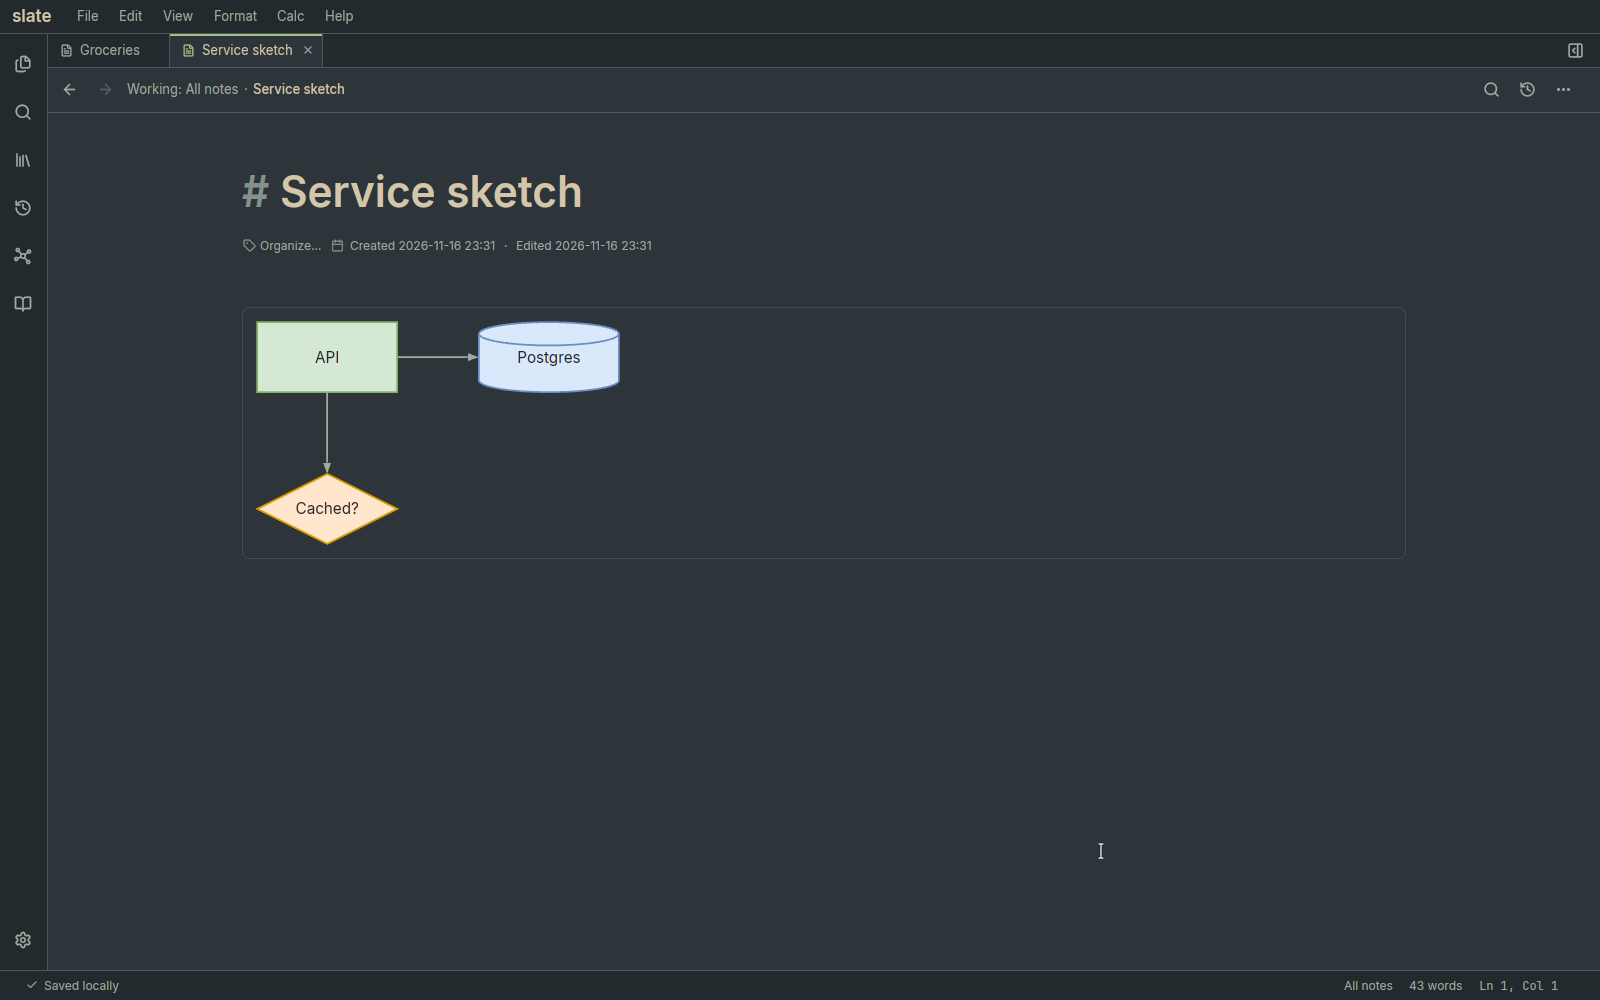 slate File Edit View Format Calc Help
Groceries Service sketch
Working: All notes · Service sketch
# Service sketch
Organize... Created 2026-11-16 23:31 · Edited 2026-11-16 23:31
API Postgres
Cached?
Saved locally All notes 43 words Ln 1, Col 1